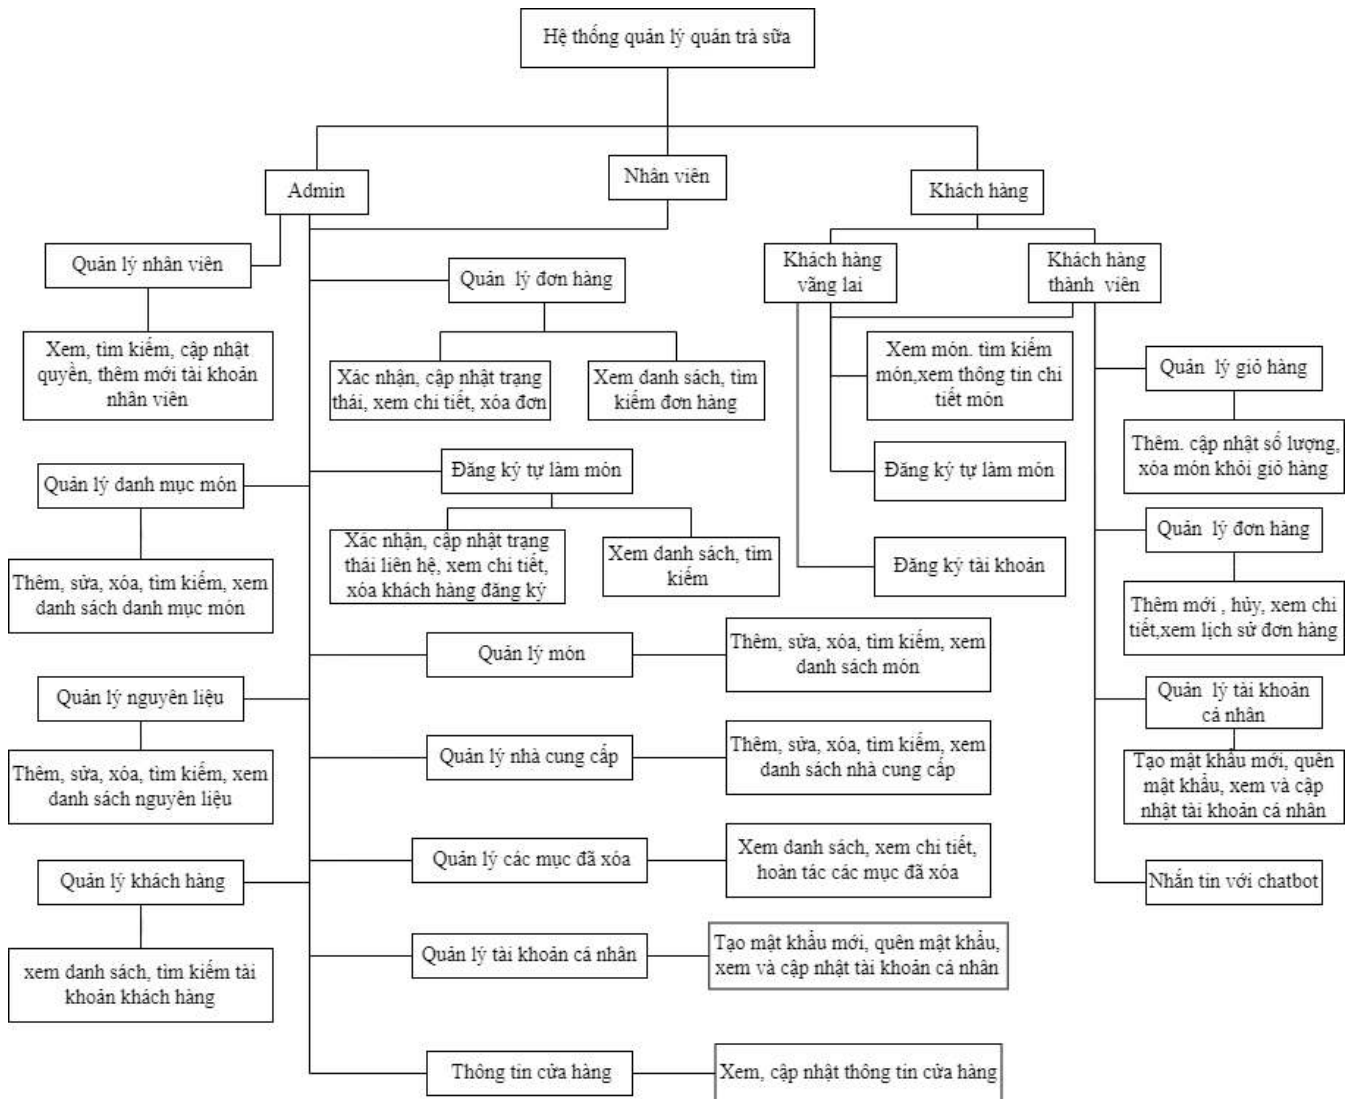 Hệ thống quản lý quán trà sữa
Admin
Nhân viên
Khách hàng
Quản lý nhân viên
Xem, tìm kiếm, cập nhật
quyền, thêm mới tài khoản
nhân viên
Quản lý đơn hàng
Xác nhận, cập nhật trạng
thái, xem chi tiết, xóa đơn
Xem danh sách, tìm
kiếm đơn hàng
Khách hàng
vãng lai
Khách hàng
thành viên
Xem món. tìm kiếm
món,xem thông tin chi
tiết món
Quản lý giỏ hàng
Thêm. cập nhật số lượng,
xóa món khỏi giỏ hàng
Quản lý danh mục món
Thêm, sửa, xóa, tìm kiếm, xem
danh sách danh mục món
Đăng ký tự làm món
Xác nhận, cập nhật trạng
thái liên hệ, xem chi tiết,
xóa khách hàng đăng ký
Xem danh sách, tìm
kiếm
Đăng ký tự làm món
Đăng ký tài khoản
Quản lý đơn hàng
Thêm mới , hủy, xem chi
tiết,xem lịch sử đơn hàng
Quản lý món
Thêm, sửa, xóa, tìm kiếm, xem
danh sách món
Quản lý nguyên liệu
Thêm, sửa, xóa, tìm kiếm, xem
danh sách nguyên liệu
Quản lý nhà cung cấp
Thêm, sửa, xóa, tìm kiếm, xem
danh sách nhà cung cấp
Quản lý tài khoản
cá nhân
Tạo mật khẩu mới, quên
mật khẩu, xem và cập
nhật tài khoản cá nhân
Quản lý các mục đã xóa
Xem danh sách, xem chi tiết,
hoàn tác các mục đã xóa
Quản lý khách hàng
xem danh sách, tìm kiếm tài
khoản khách hàng
Nhắn tin với chatbot
Quản lý tài khoản cá nhân
Tạo mật khẩu mới, quên mật khẩu,
xem và cập nhật tài khoản cá nhân
Thông tin cửa hàng
Xem, cập nhật thông tin cửa hàng